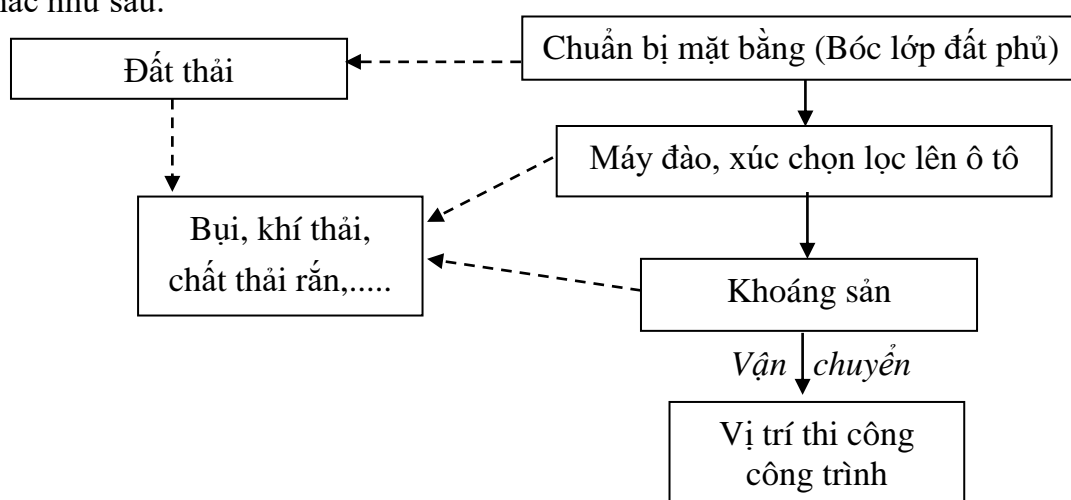 như sau:
Chuẩn bị mặt bằng (Bóc lớp đất phủ)
Đất thải
Máy đào, xúc chọn lọc lên ô tô
Bụi, khí thải,
chất thải rắn,.....
Khoáng sản
Vận chuyển
Vị trí thi công
công trình